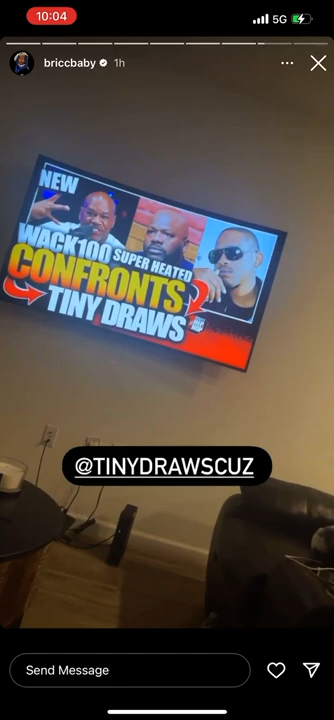 10:04
5G
briccbaby 1h
NEW
WACK100 SUPER HEATED
CONFRONTS
TINY DRAWS
@TINYDRAWSCUZ
Send Message